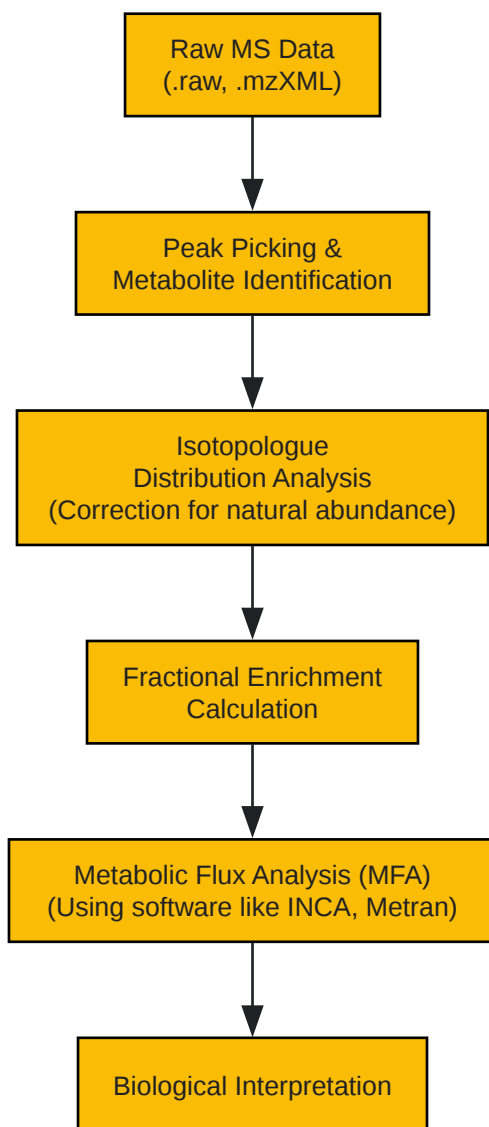 Raw MS Data
(.raw, .mzXML)
Peak Picking &
Metabolite Identification
Isotopologue
Distribution Analysis
(Correction for natural abundance)
Fractional Enrichment
Calculation
Metabolic Flux Analysis (MFA)
(Using software like INCA, Metran)
Biological Interpretation